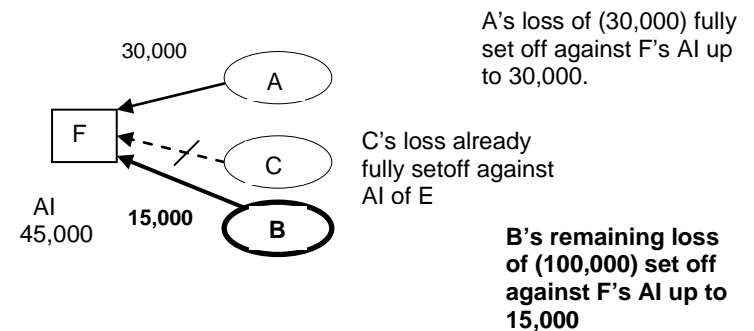 A's loss of (30,000) fully
set off against F's AI up
to 30,000.
30,000
A
F
C's loss already
fully setoff against
AI of E
C
AI
45,000
15,000
B
B's remaining loss
of (100,000) set off
against F's AI up to
15,000